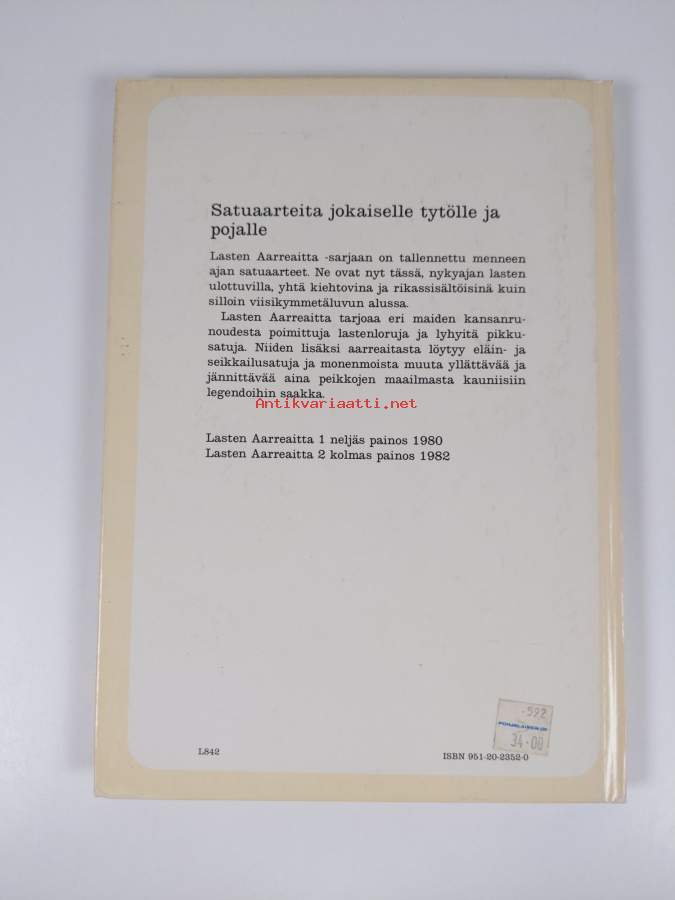 Satuaarteita jokaiselle tytölle ja
pojalle
Lasten Aarreaitta -sarjaan on tallennettu menneen
ajan satuaarteet. Ne ovat nyt tässä, nykyajan lasten
ulottuvilla, yhtä kiehtovina ja rikassisältöisinä kuin
silloin viisikymmetäluvun alussa.
Lasten Aarreaitta tarjoaa eri maiden kansanru-
noudesta poimittuja lastenloruja ja lyhyitä pikku-
satuja. Niiden lisäksi aarreaitasta löytyy eläin- ja
seikkailusatuja ja monenmoista muuta yllättävää ja
jännittävää aina peikkojen maailmasta kauniisiin
legendoihin saakka.
Antikvariaatti.net
Lasten Aarreaitta 1 neljäs painos 1980
Lasten Aarreaitta 2 kolmas painos 1982
-592
POHJALAINEN OY
34-00
L842
ISBN 951-20-2352-0